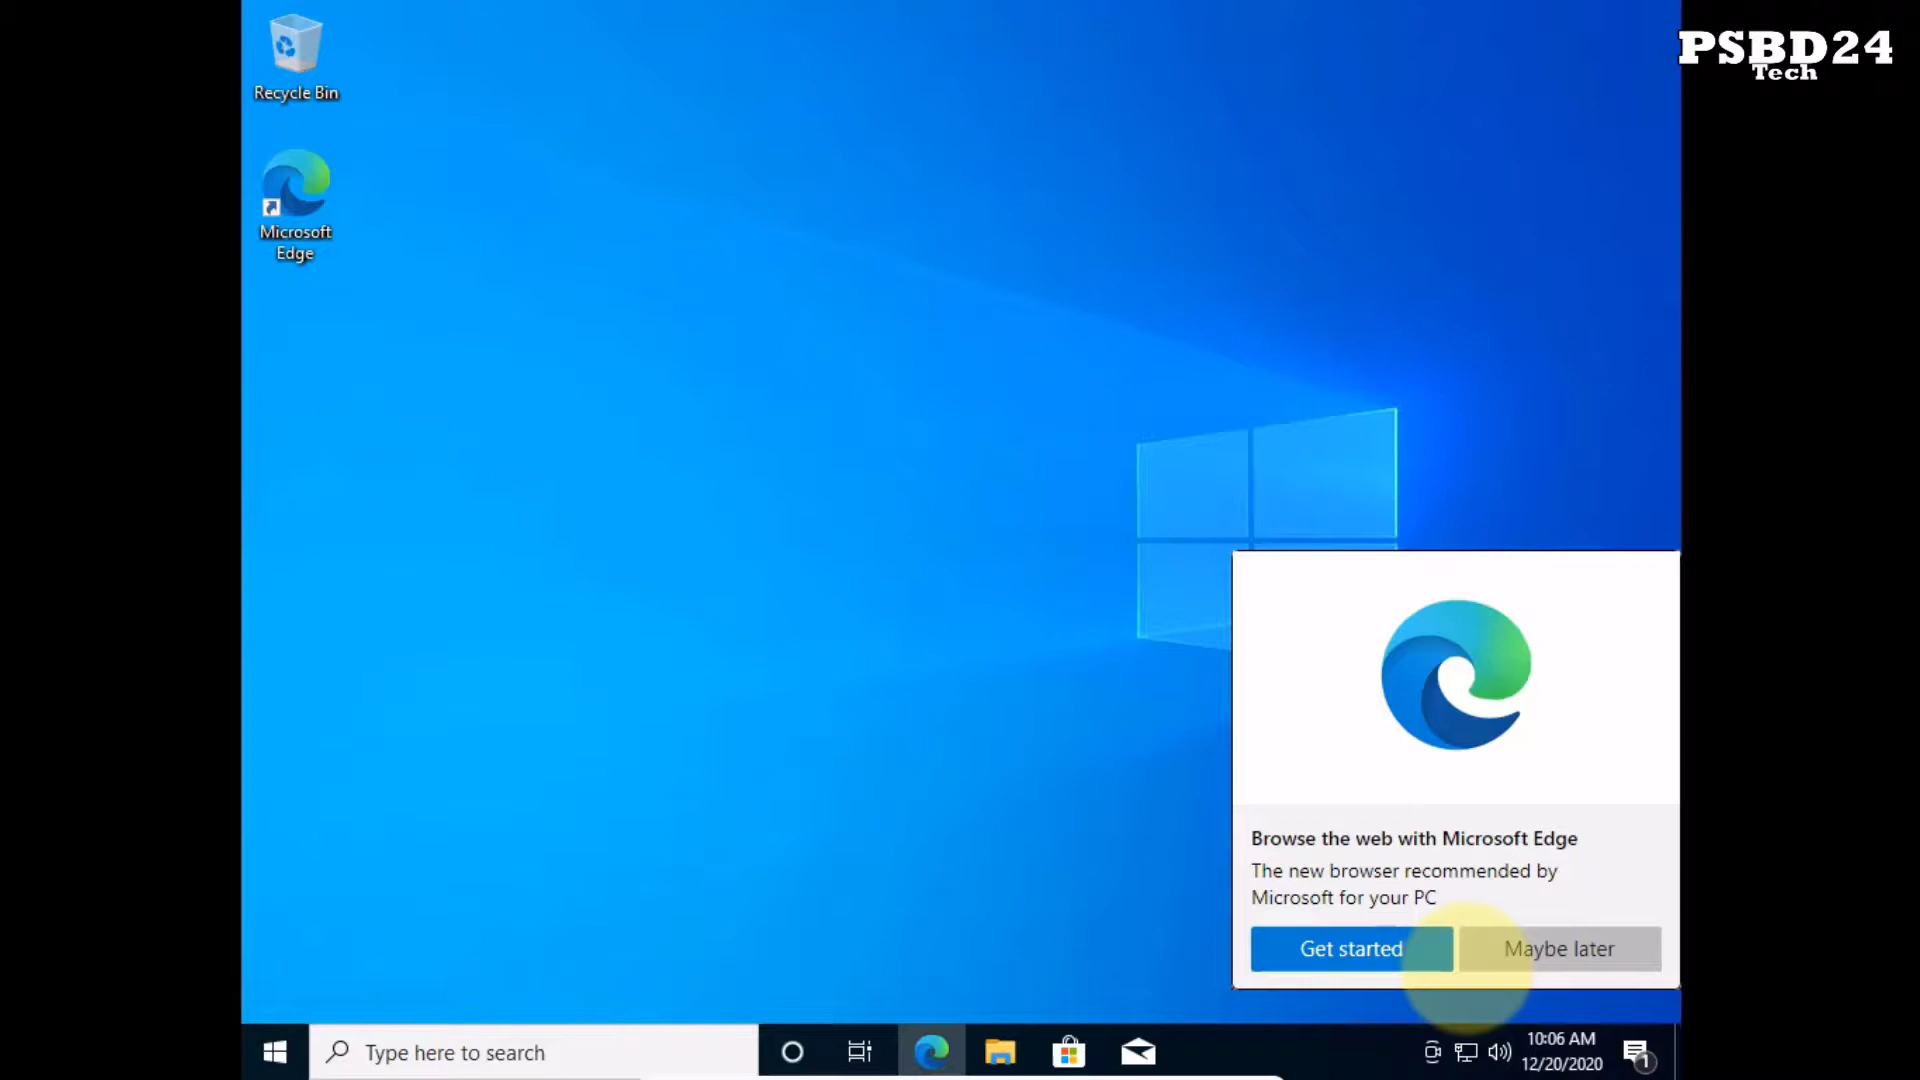 PSBD24
Tech
Recycle Bin
Microsoft
Edge
Browse the web with Microsoft Edge
The new browser recommended by
Microsoft for your PC
Get started
Maybe later
Type here to search
10:06 AM
12/20/2020
1